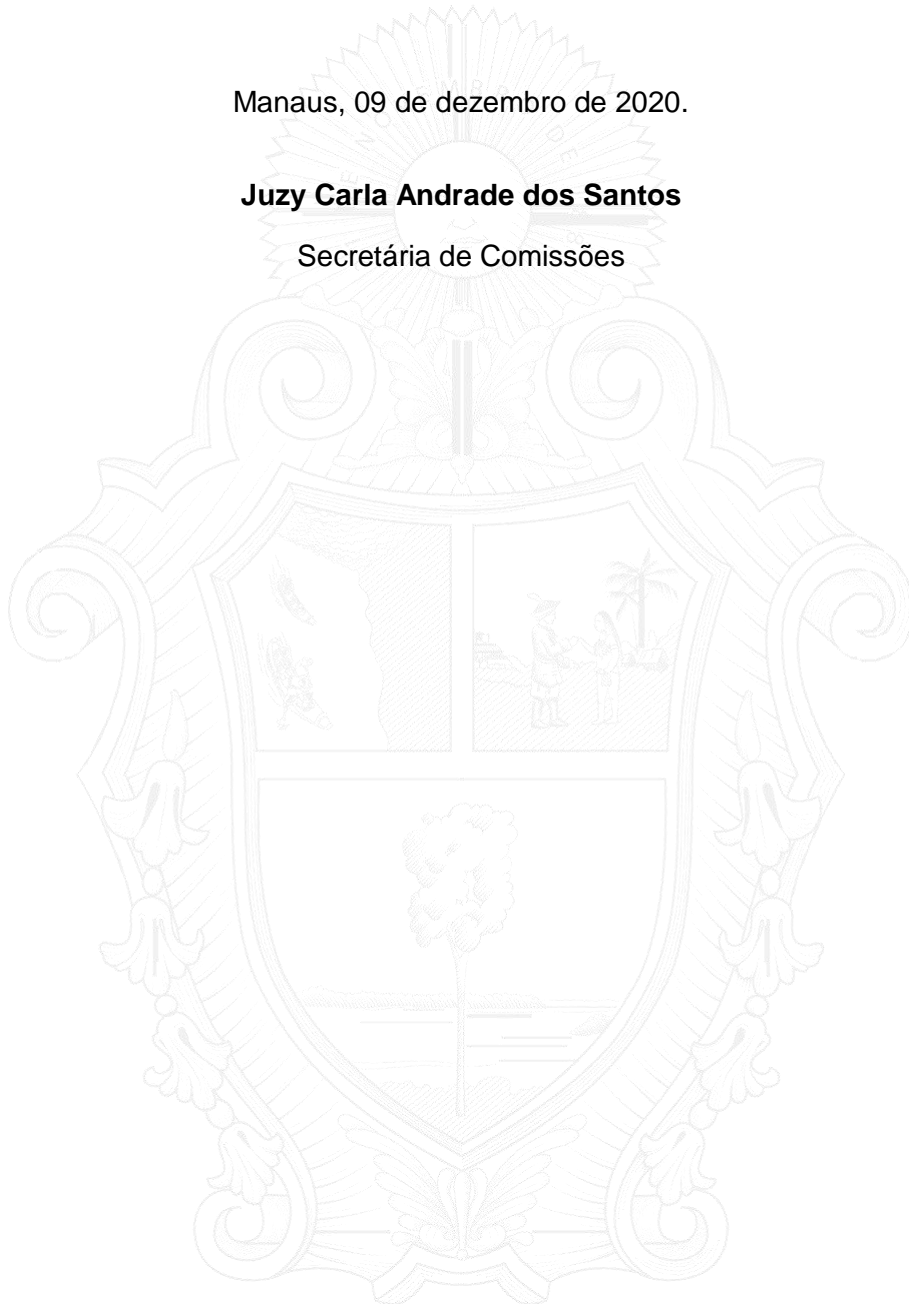 Manaus, 09 de dezembro de 2020.
Juzy Carla Andrade dos Santos
Secretária de Comissões